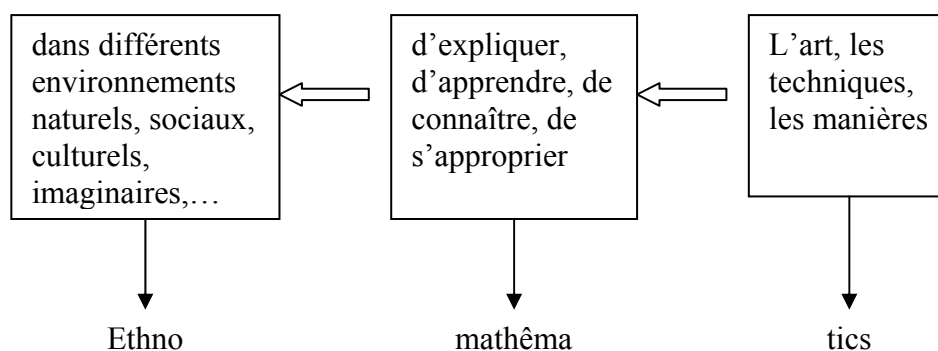 dans différents
environnements
naturels, sociaux,
culturels,
imaginaires,…
d’expliquer,
d’apprendre, de
connaître, de
s’approprier
L’art, les
techniques,
les manières
Ethno
mathêma
tics